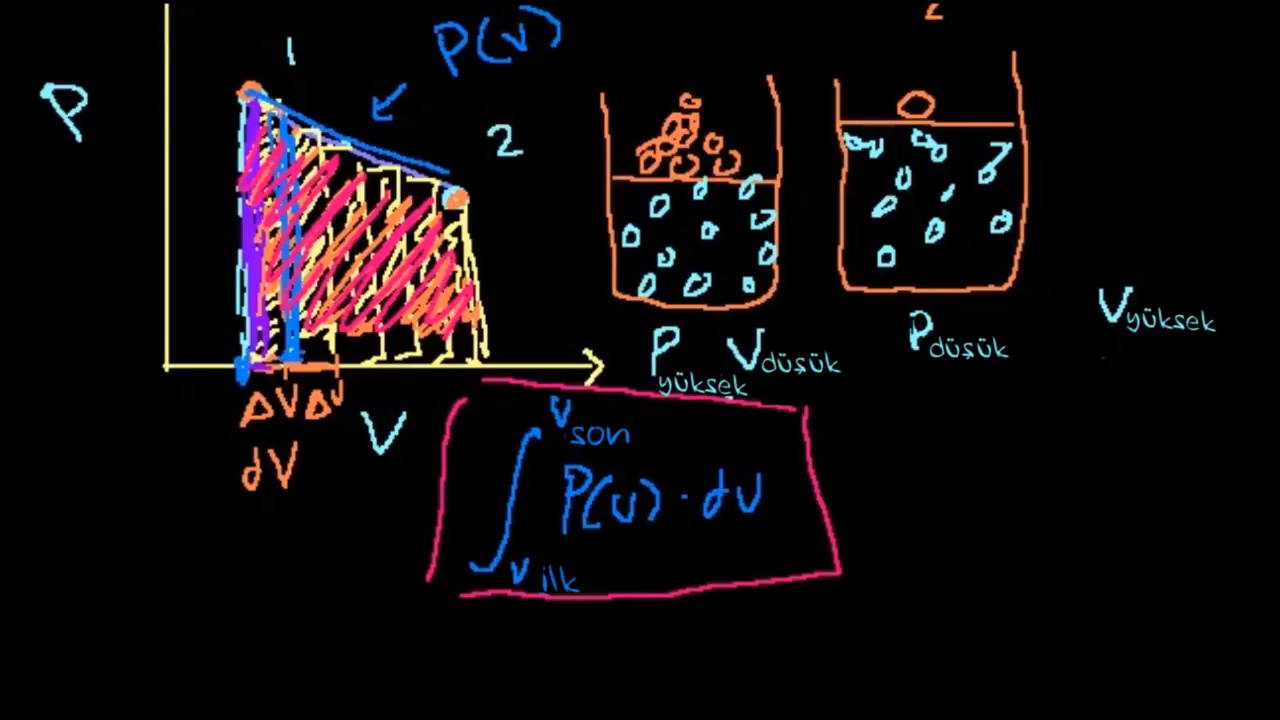 2
P(v)
1
P
2
P yüksek V düşük
P düşük
V yüksek
ΔV ΔV
V
dV
∫ V son
P(v) · dV
V ilk